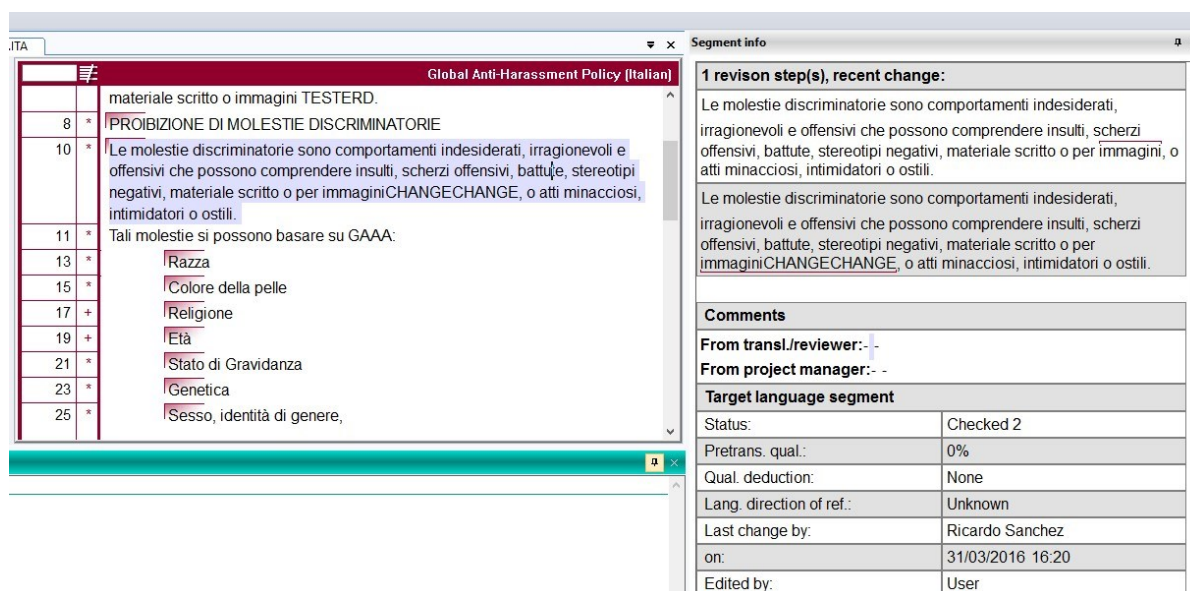 ITA
Segment info
Global Anti-Harassment Policy (Italian)
materiale scritto o immagini TESTERD.
8 * PROIBIZIONE DI MOLESTIE DISCRIMINATORIE
10 * Le molestie discriminatorie sono comportamenti indesiderati, irragionevoli e
offensivi che possono comprendere insulti, scherzi offensivi, battute, stereotipi
negativi, materiale scritto o per immaginiCHANGECHANGE, o atti minacciosi,
intimidatori o ostili.
11 * Tali molestie si possono basare su GAAA:
13 * Razza
15 * Colore della pelle
17 + Religione
19 + Età
21 * Stato di Gravidanza
23 * Genetica
25 * Sesso, identità di genere,
1 revison step(s), recent change:
Le molestie discriminatorie sono comportamenti indesiderati,
irragionevoli e offensivi che possono comprendere insulti, scherzi
offensivi, battute, stereotipi negativi, materiale scritto o per immagini, o
atti minacciosi, intimidatori o ostili.
Le molestie discriminatorie sono comportamenti indesiderati,
irragionevoli e offensivi che possono comprendere insulti, scherzi
offensivi, battute, stereotipi negativi, materiale scritto o per
immaginiCHANGECHANGE, o atti minacciosi, intimidatori o ostili.
Comments
From transl./reviewer:- -
From project manager:- -
Target language segment
Status: Checked 2
Pretrans. qual.: 0%
Qual. deduction: None
Lang. direction of ref.: Unknown
Last change by: Ricardo Sanchez
on: 31/03/2016 16:20
Edited by: User